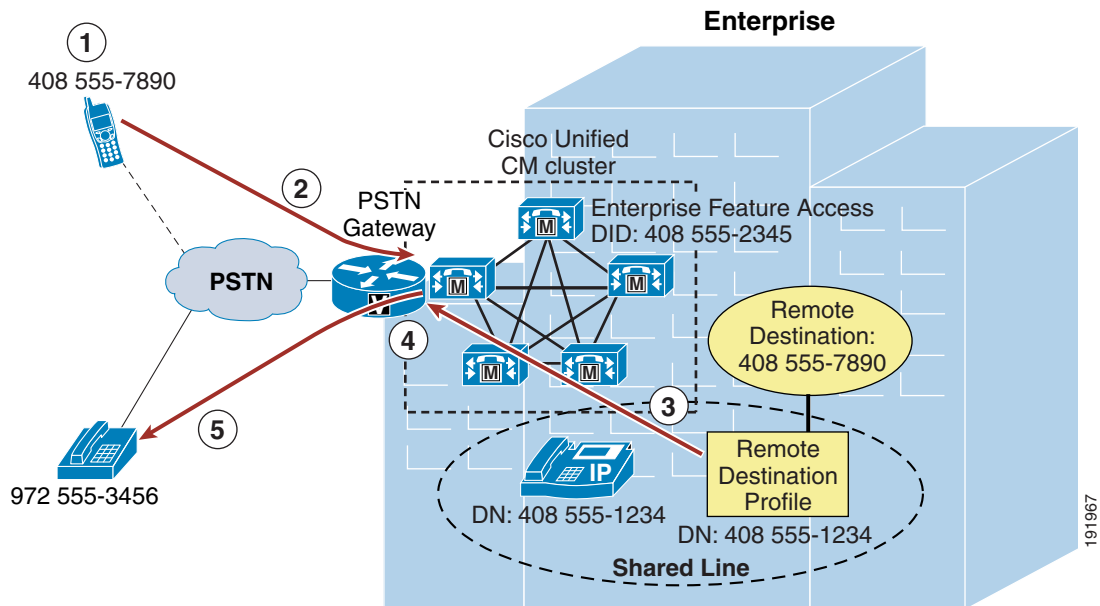 Enterprise
1
408 555-7890
Cisco Unified
CM cluster
2
PSTN
Gateway
M
Enterprise Feature Access
DID: 408 555-2345
M
M
PSTN
V
Remote
Destination:
408 555-7890
4
M
M
3
5
IP
Remote
Destination
Profile
972 555-3456
DN: 408 555-1234
DN: 408 555-1234
Shared Line
191967